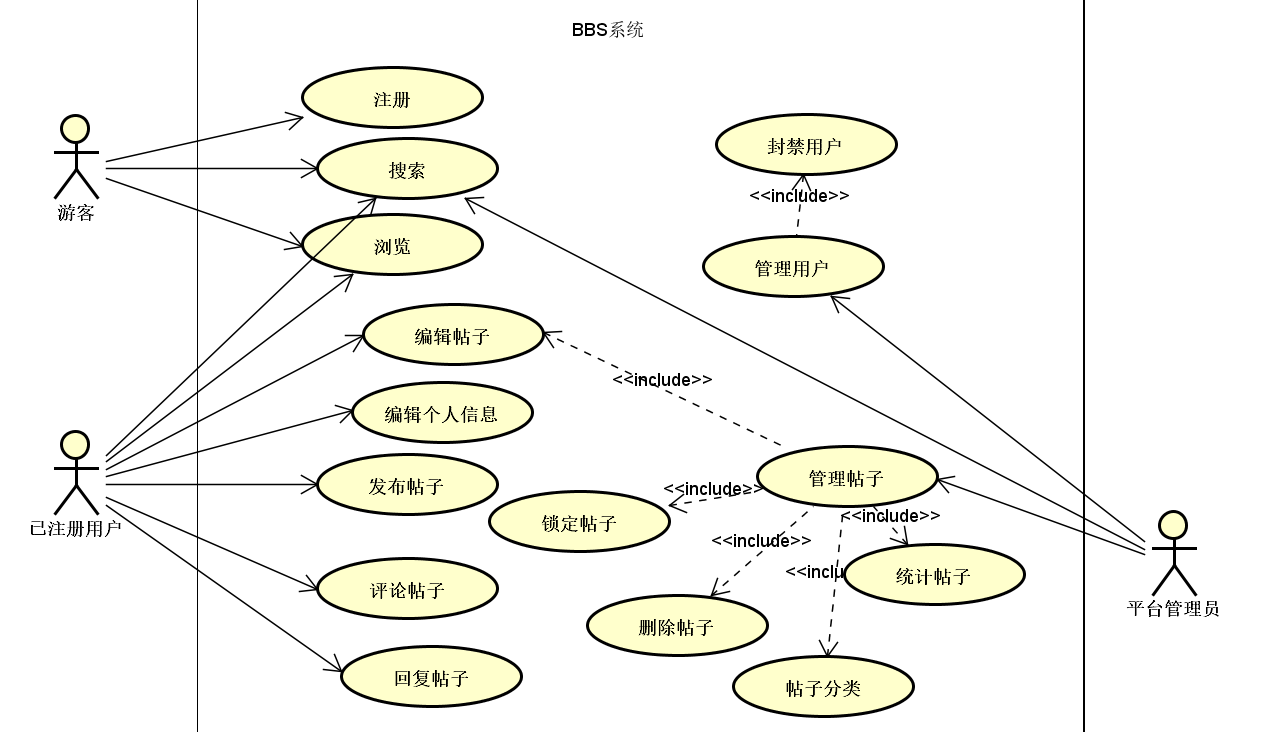 BBS系统
注册
搜索
浏览
游客
封禁用户
<<include>>
管理用户
编辑帖子
<<include>>
编辑个人信息
发布帖子
管理帖子
<<include>>
锁定帖子
<<include>>
已注册用户
<<include>>
<<inclu
统计帖子
评论帖子
平台管理员
删除帖子
回复帖子
帖子分类